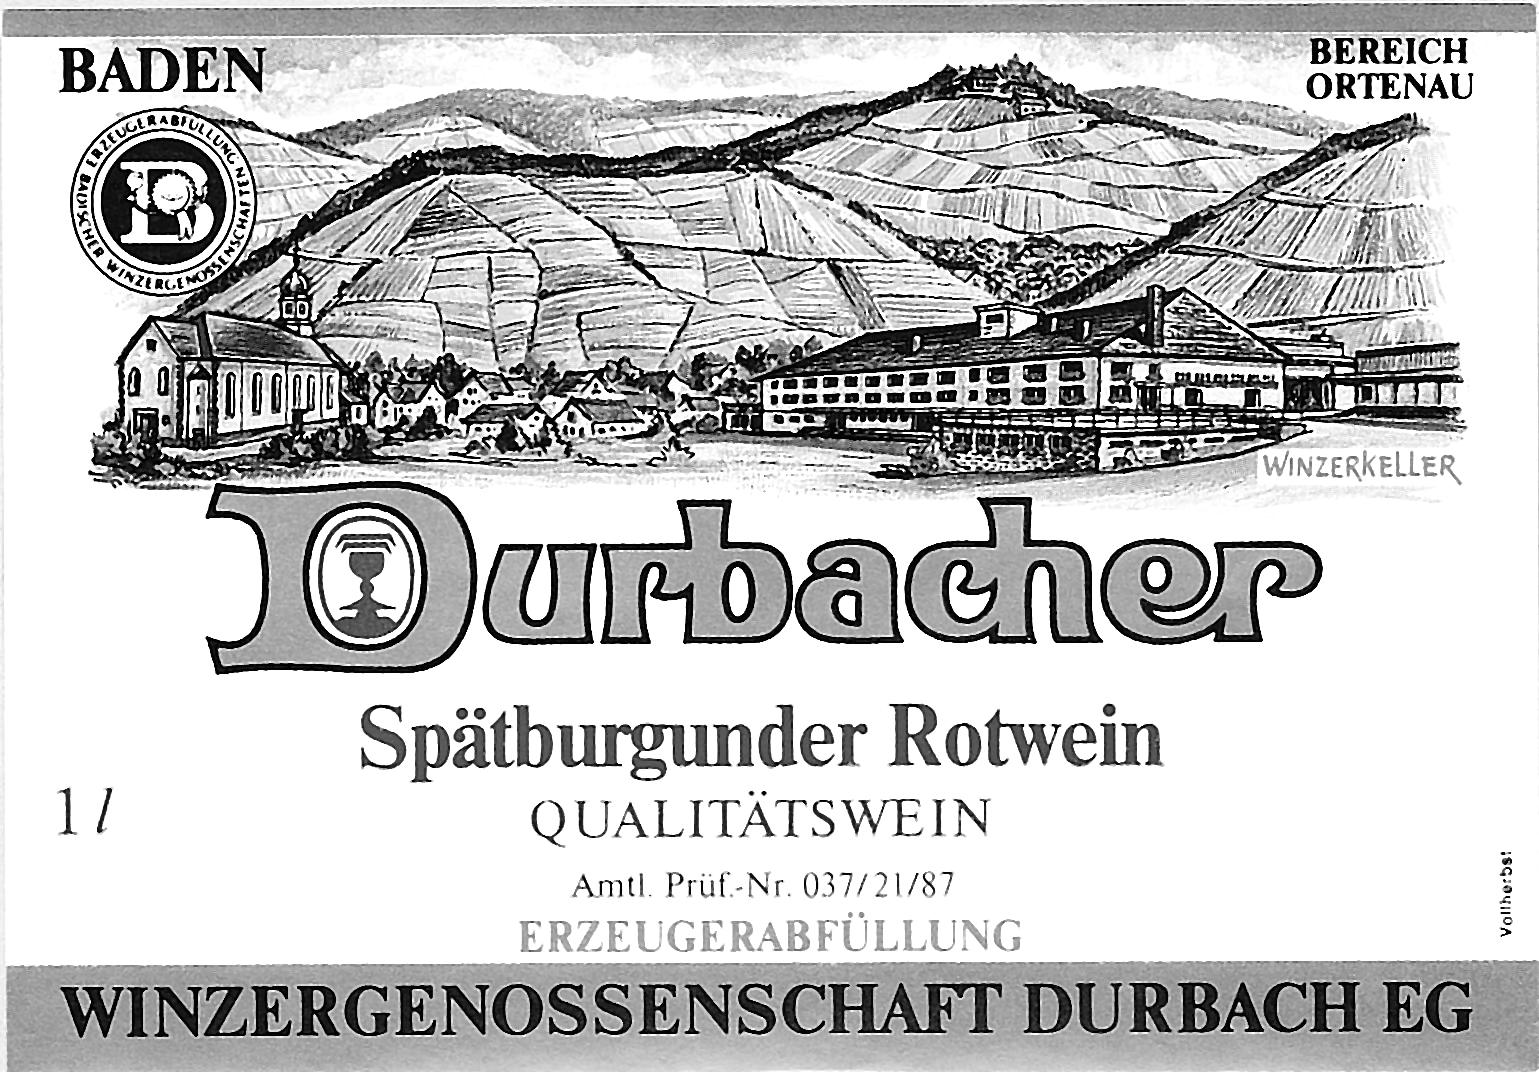 BADEN
BEREICH
ORTENAU
ERZEUGERABFÜLLUNG·
BADISCHER WINZERGENOSSENSCHAFTEN
B
WINZERKELLER
Durbacher
Spätburgunder Rotwein
1 l
QUALITÄTSWEIN
Amtl. Prüf.-Nr. 037/21/87
ERZEUGERABFÜLLUNG
Vollherbst
WINZERGENOSSENSCHAFT DURBACH EG